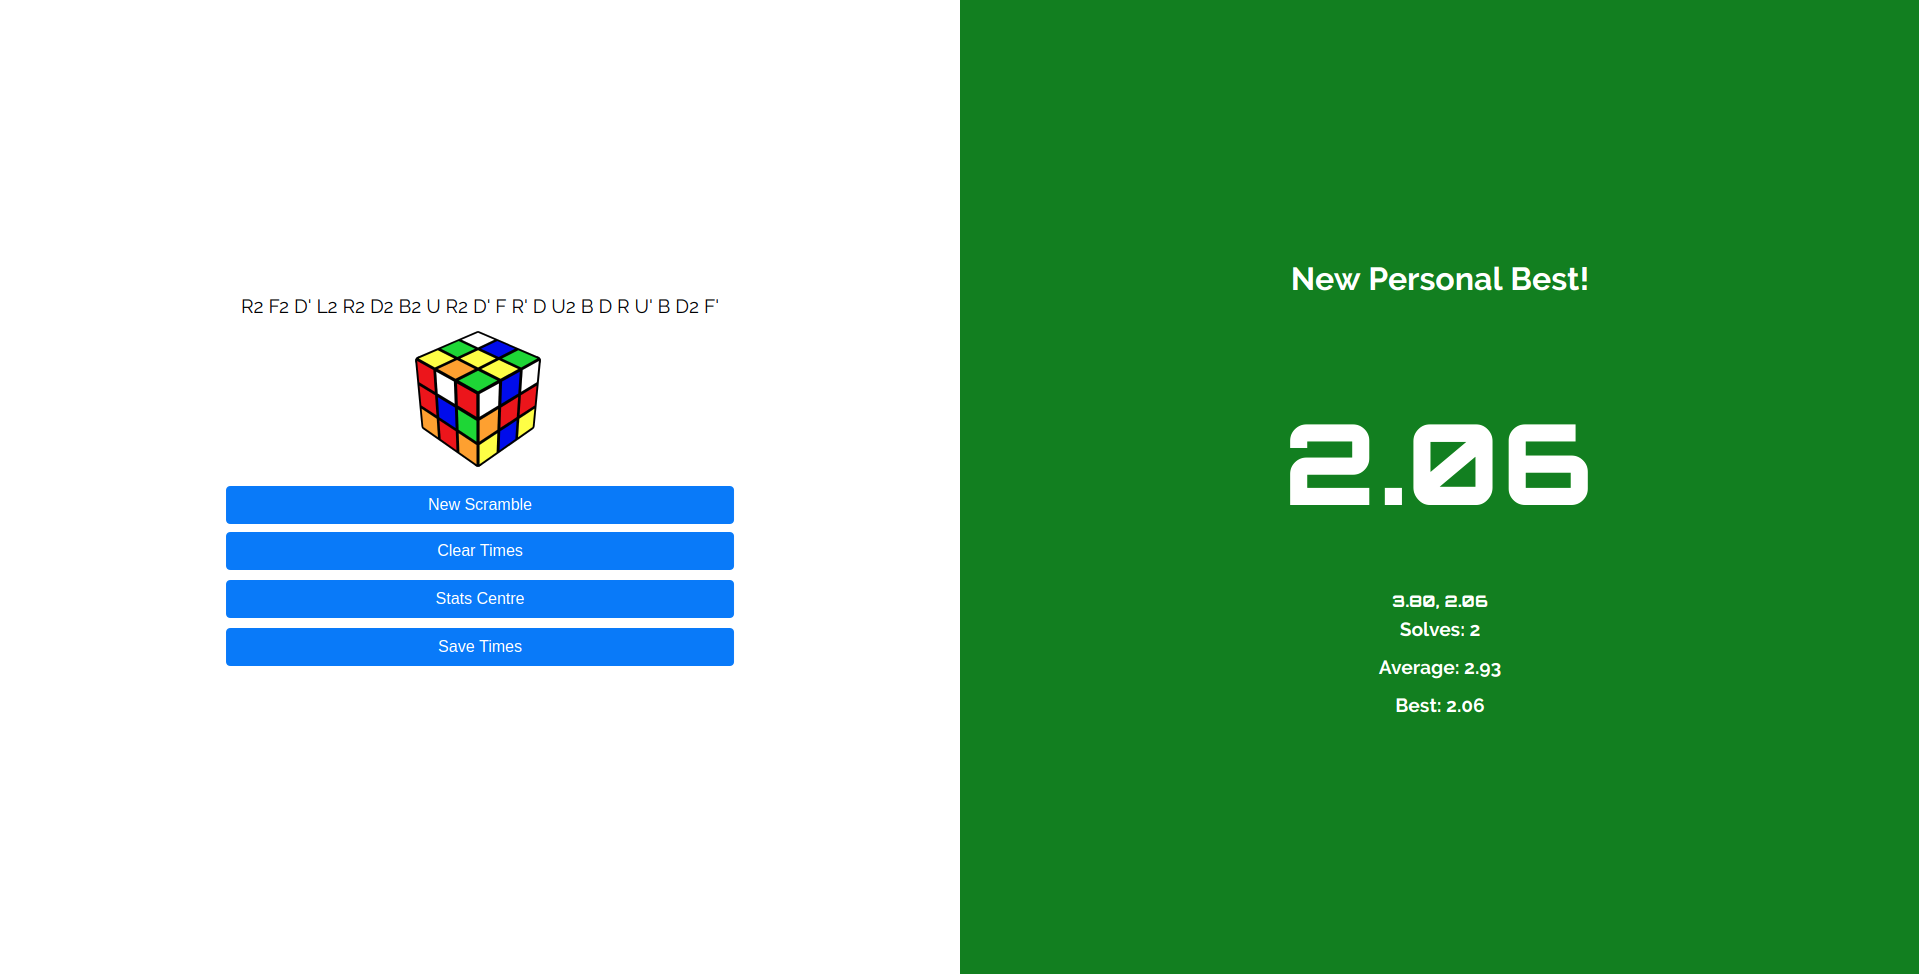 R2 F2 D' L2 R2 D2 B2 U R2 D' F R' D U2 B D R U' B D2 F'
New Scramble
Clear Times
Stats Centre
Save Times
New Personal Best!
2.06
3.80, 2.06
Solves: 2
Average: 2.93
Best: 2.06